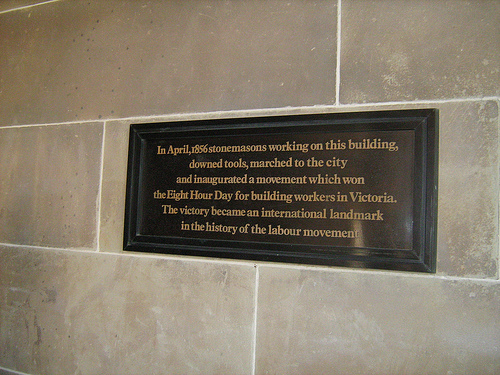 In April, 1856 stonemasons working on this building,
downed tools, marched to the city
and inaugurated a movement which won
the Eight Hour Day for building workers in Victoria.
The victory became an international landmark
in the history of the labour movement